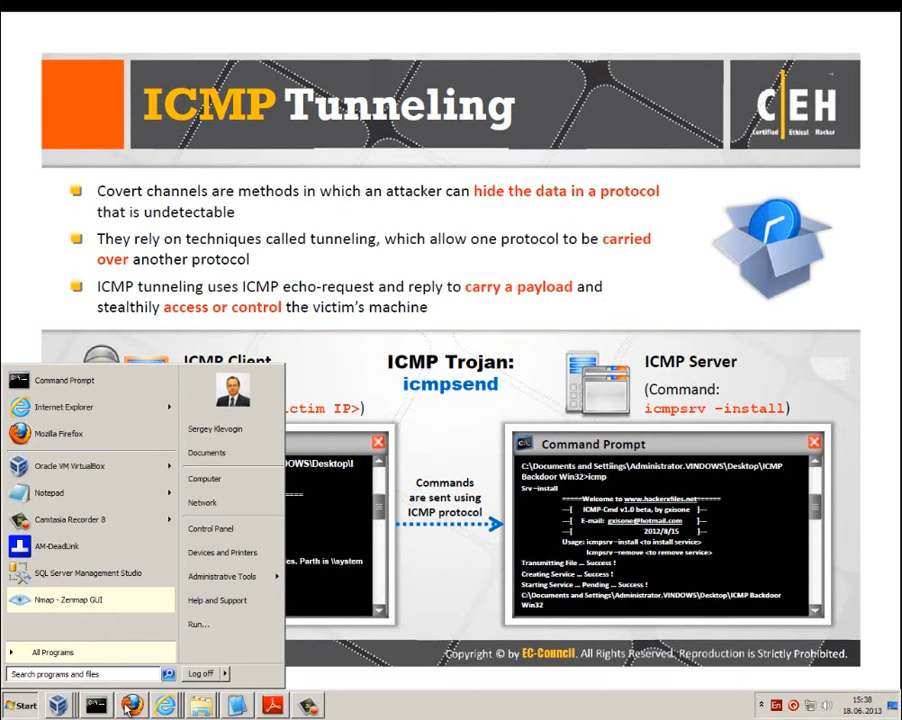 ICMP Tunneling
CEH
Certified Ethical Hacker
Covert channels are methods in which an attacker can hide the data in a protocol
that is undetectable
They rely on techniques called tunneling, which allow one protocol to be carried
over another protocol
ICMP tunneling uses ICMP echo-request and reply to carry a payload and
stealthily access or control the victim's machine
ICMP Client
ictim IP>)
ICMP Trojan:
icmpsend
ICMP Server
(Command:
icmpsrv -install)
INDOWS\Desktop\I
====
es, Parth is \\system
Commands
are sent using
ICMP protocol
Command Prompt
C:\Documents and Settiings\Administrator.VINDOWS\Desktop\ICMP
Backdoor Win32>icmp
Srv -install
=====Welcome to www.hackerxfiles.net======
---[ ICMP-Cmd v1.0 beta, by gxisone ]---
---[ E-mail: gxisone@hotmail.com ]---
---[ 2012/8/15 ]---
Usage: icmpsrv -install <to install service>
Icmpsrv -remove <to remove service>
Transmitting File ... Success !
Creating Service ... Success !
Starting Service ... Pending ... Success !
C:\Documents and Settings\Administrator.VINDOWS\Desktop\ICMP Backdoor
Win32
Copyright © by EC-Council. All Rights Reserved. Reproduction is Strictly Prohibited.
Command Prompt
Internet Explorer
Mozilla Firefox
Oracle VM VirtualBox
Notepad
Camtasia Recorder 8
AM-DeadLink
SQL Server Management Studio
Nmap - Zenmap GUI
All Programs
Search programs and files
Sergey Klevogin
Documents
Computer
Network
Control Panel
Devices and Printers
Administrative Tools
Help and Support
Run...
Log off
Start
En
15:38
18.06.2013